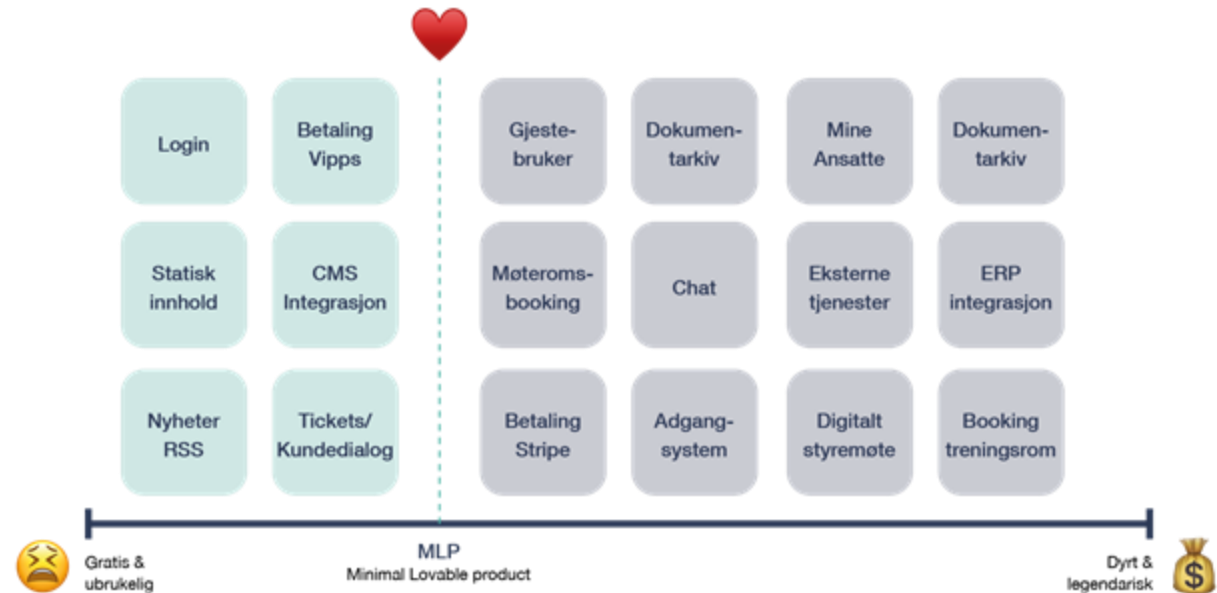 Login
Betaling
Vipps
Gjeste-
bruker
Dokumen-
tarkiv
Mine
Ansatte
Dokumen-
tarkiv
Statisk
innhold
CMS
Integrasjon
Møteroms-
booking
Chat
Eksterne
tjenester
ERP
integrasjon
Nyheter
RSS
Tickets/
Kundedialog
Betaling
Stripe
Adgang-
system
Digitalt
styremøte
Booking
treningsrom
Gratis &
ubrukelig
MLP
Minimal Lovable product
Dyrt &
legendarisk